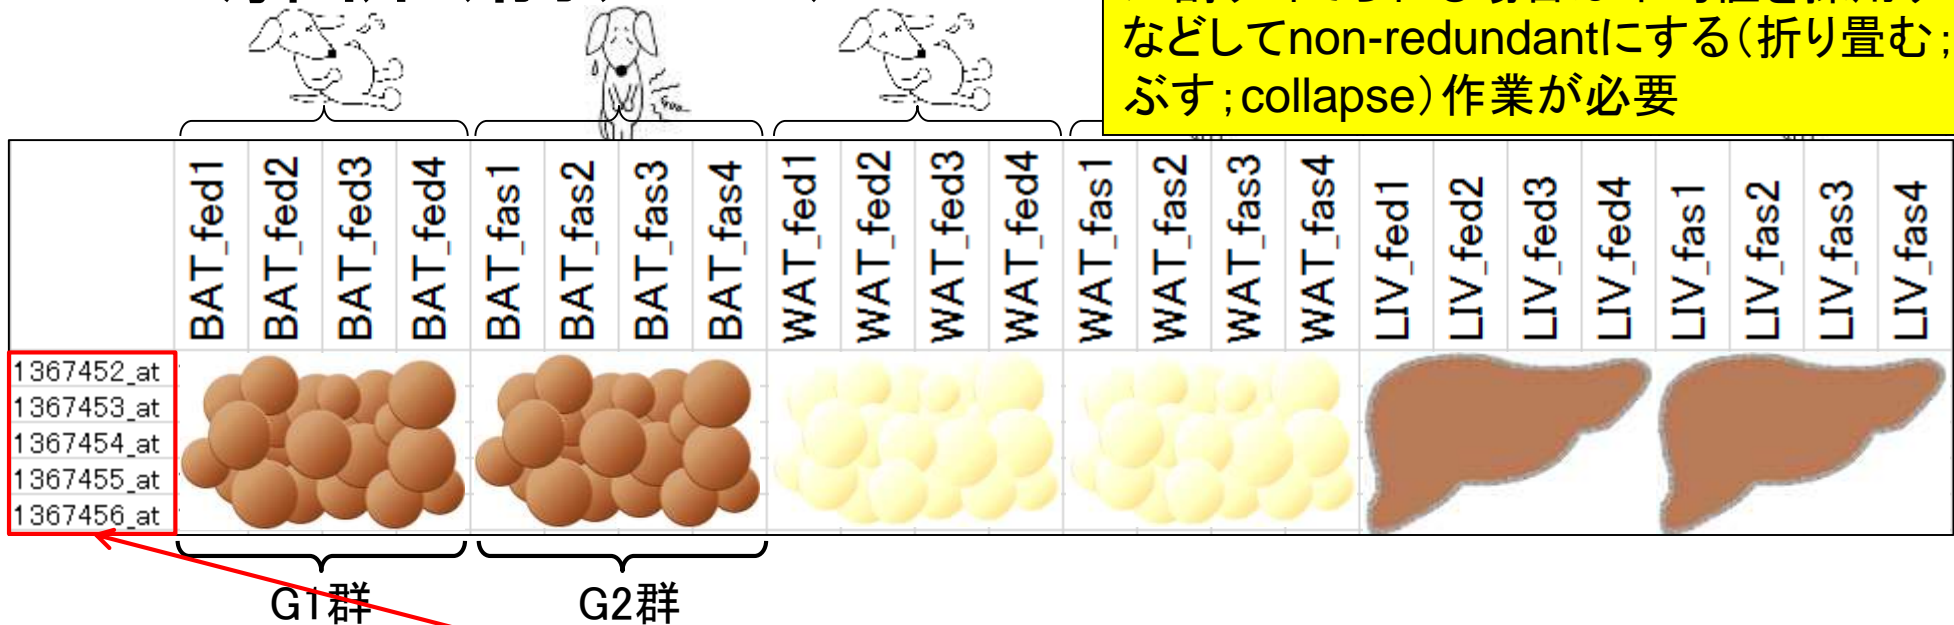 などしてnon-redundantにする(折り畳む;
ぶす;collapse)作業が必要
BAT_fed1
BAT_fed2
BAT_fed3
BAT_fed4
BAT_fas1
BAT_fas2
BAT_fas3
BAT_fas4
WAT_fed1
WAT_fed2
WAT_fed3
WAT_fed4
WAT_fas1
WAT_fas2
WAT_fas3
WAT_fas4
LIV_fed1
LIV_fed2
LIV_fed3
LIV_fed4
LIV_fas1
LIV_fas2
LIV_fas3
LIV_fas4
1367452_at
1367453_at
1367454_at
1367455_at
1367456_at
G1群
G2群